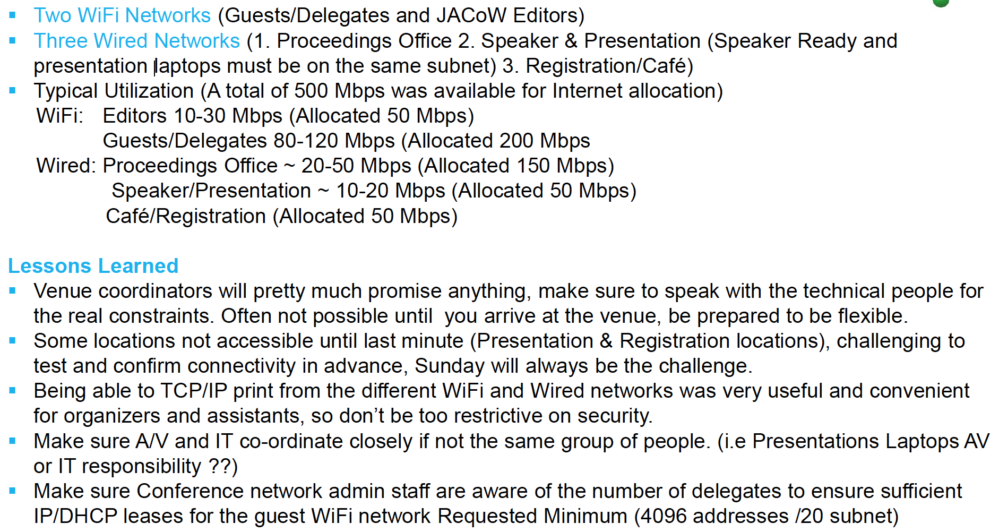 ▪ Two WiFi Networks (Guests/Delegates and JACoW Editors)
▪ Three Wired Networks (1. Proceedings Office 2. Speaker & Presentation (Speaker Ready and
presentation laptops must be on the same subnet) 3. Registration/Café)
▪ Typical Utilization (A total of 500 Mbps was available for Internet allocation)
WiFi: Editors 10-30 Mbps (Allocated 50 Mbps)
Guests/Delegates 80-120 Mbps (Allocated 200 Mbps
Wired: Proceedings Office ~ 20-50 Mbps (Allocated 150 Mbps)
Speaker/Presentation ~ 10-20 Mbps (Allocated 50 Mbps)
Café/Registration (Allocated 50 Mbps)
Lessons Learned
▪ Venue coordinators will pretty much promise anything, make sure to speak with the technical people for
the real constraints. Often not possible until  you arrive at the venue, be prepared to be flexible.
▪ Some locations not accessible until last minute (Presentation & Registration locations), challenging to
test and confirm connectivity in advance, Sunday will always be the challenge.
▪ Being able to TCP/IP print from the different WiFi and Wired networks was very useful and convenient
for organizers and assistants, so don’t be too restrictive on security.
▪ Make sure A/V and IT co-ordinate closely if not the same group of people. (i.e Presentations Laptops AV
or IT responsibility ??)
▪ Make sure Conference network admin staff are aware of the number of delegates to ensure sufficient
IP/DHCP leases for the guest WiFi network Requested Minimum (4096 addresses /20 subnet)